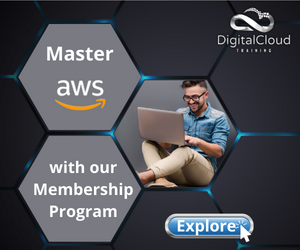 DigitalCloud
TRAINING
Master
aws
with our
Membership
Program
Explore